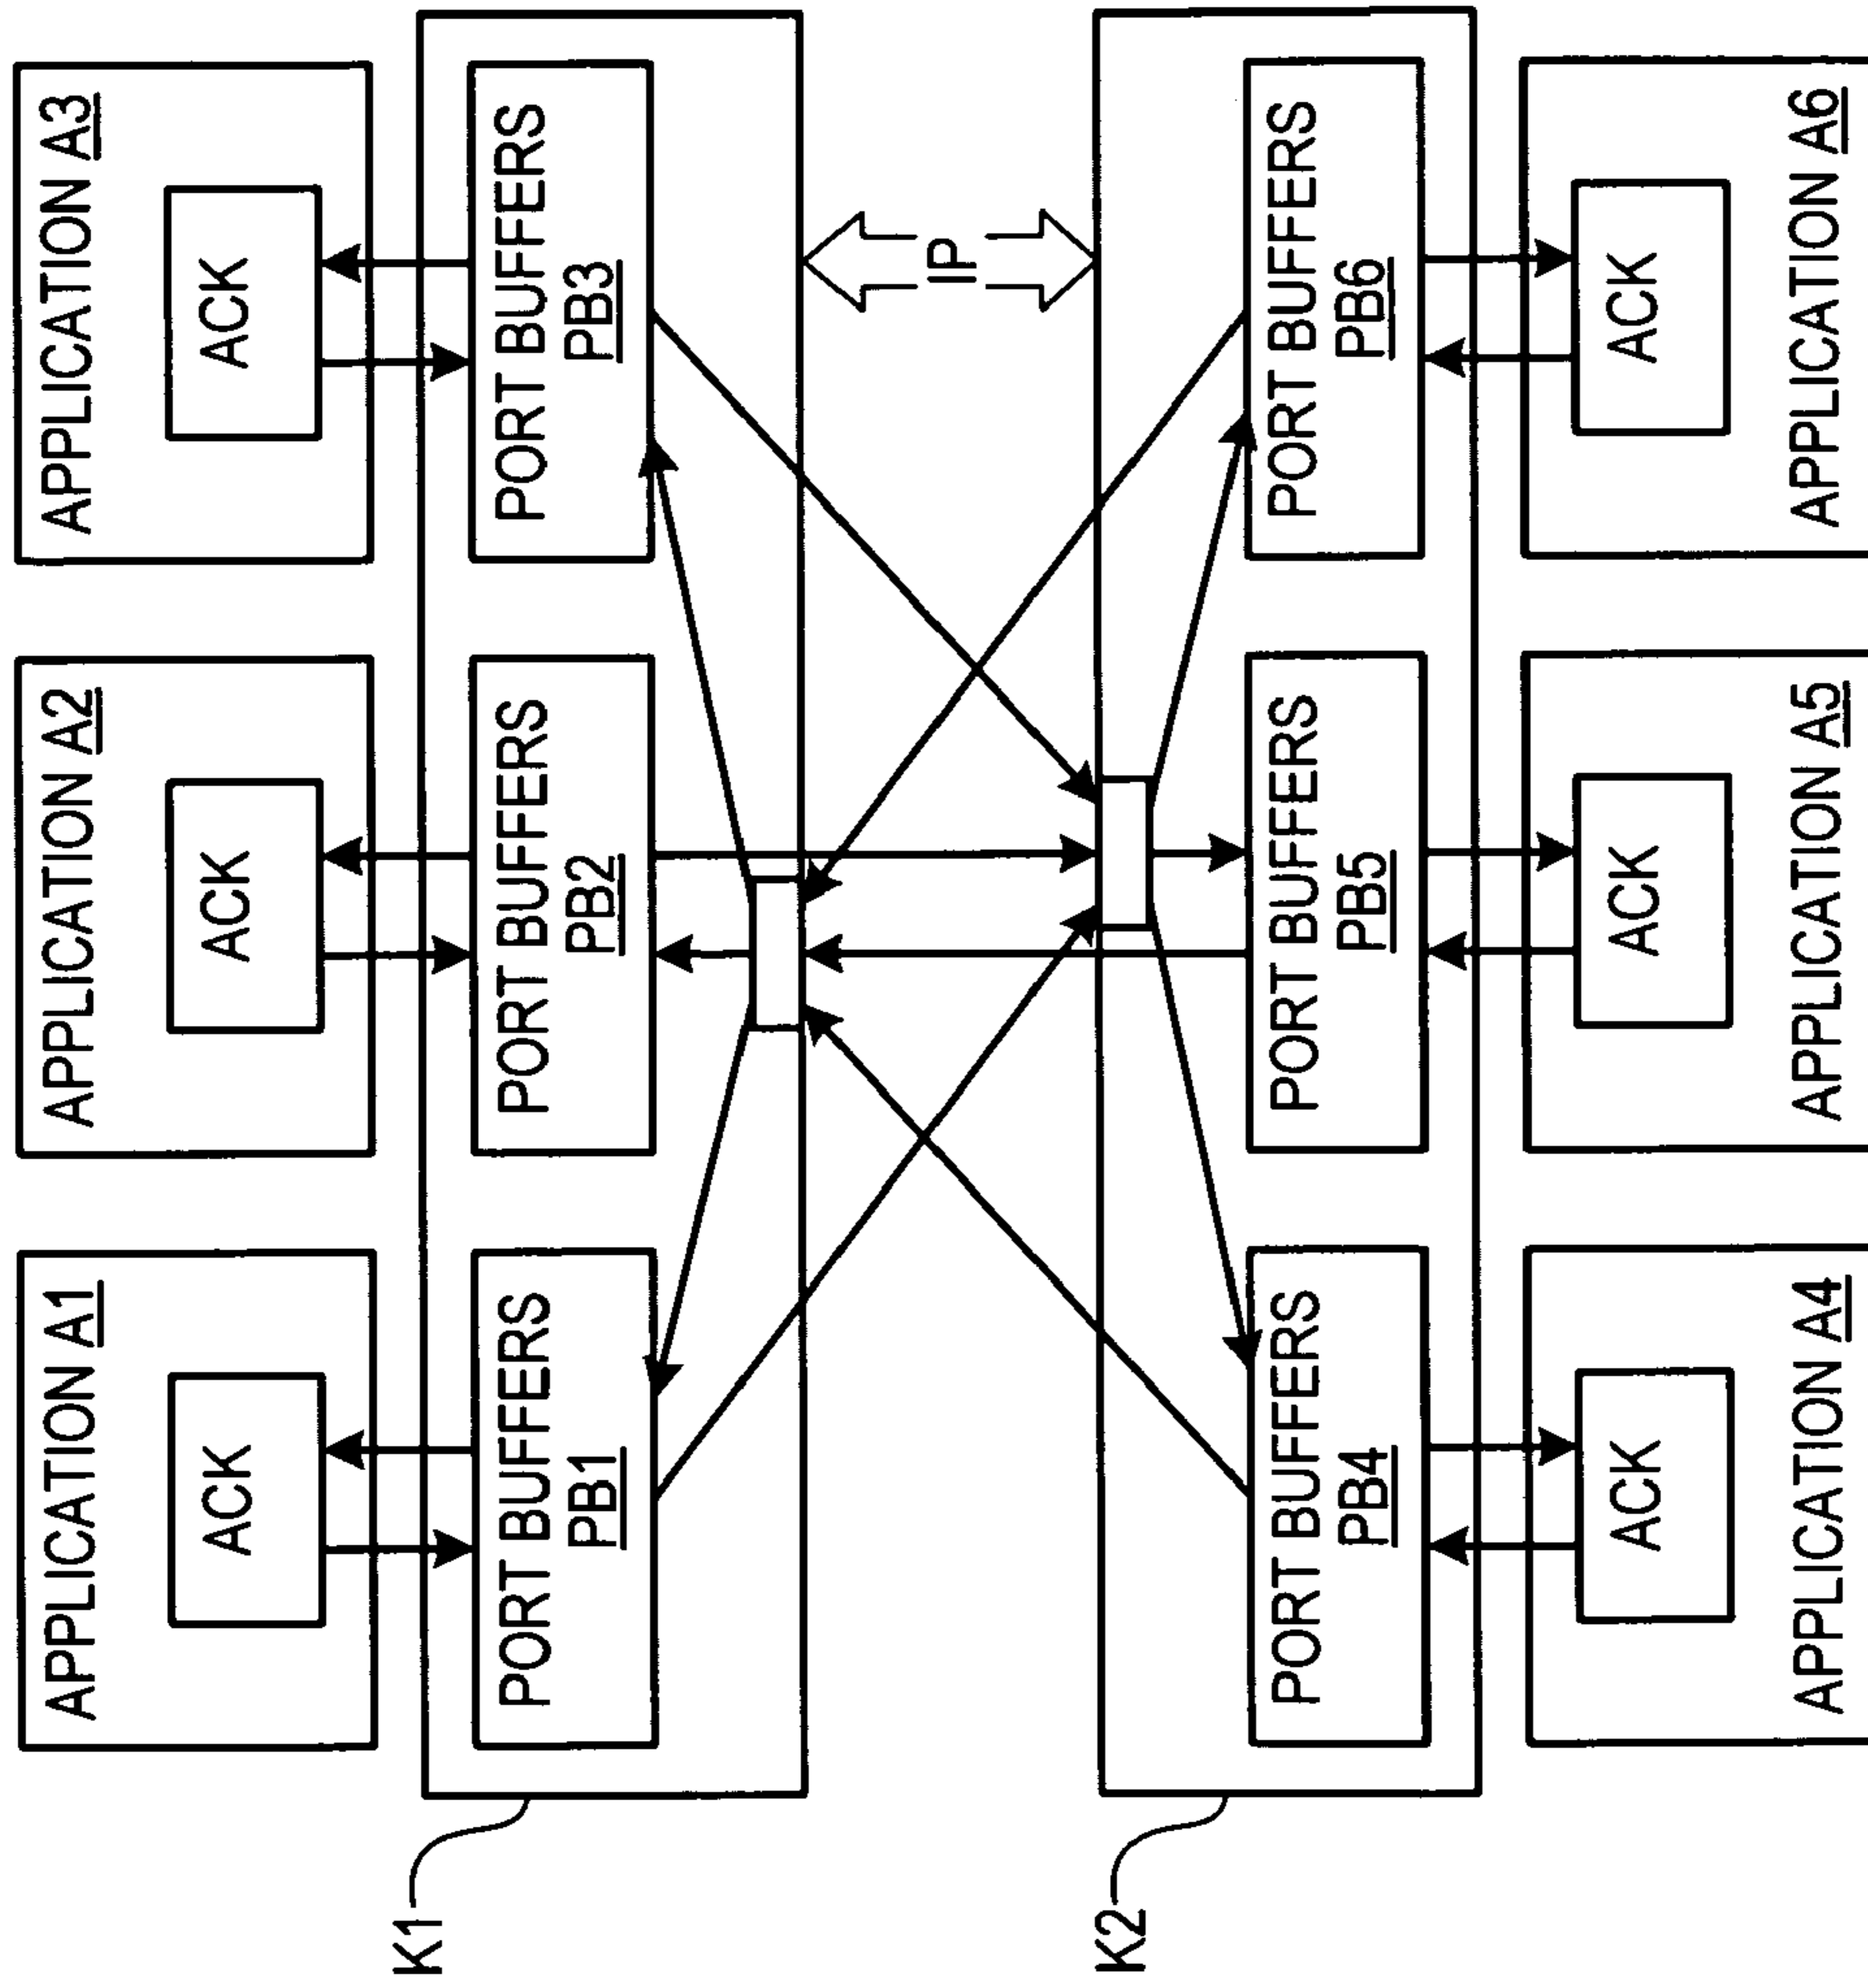 APPLICATION A1
ACK
APPLICATION A2
ACK
APPLICATION A3
ACK
K1
PORT BUFFERS
PB1
PORT BUFFERS
PB2
PORT BUFFERS
PB3
IP
K2
PORT BUFFERS
PB4
PORT BUFFERS
PB5
PORT BUFFERS
PB6
ACK
APPLICATION A4
ACK
APPLICATION A5
ACK
APPLICATION A6